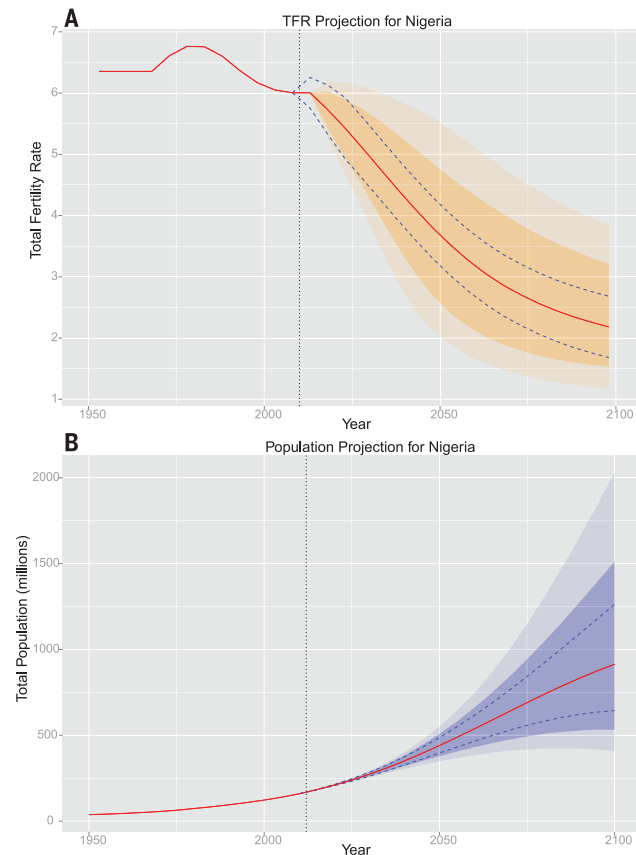 A
TFR Projection for Nigeria
7
6
5
4
3
2
1
Total Fertility Rate
1950
2000
2050
2100
Year
B
Population Projection for Nigeria
2000
1500
1000
500
0
Total Population (millions)
1950
2000
2050
2100
Year